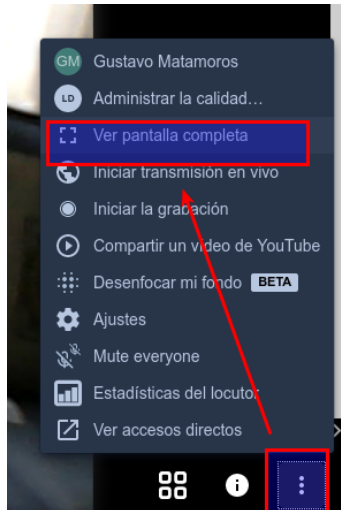 GM Gustavo Matamoros
LD Administrar la calidad…
Ver pantalla completa
Iniciar transmisión en vivo
Iniciar la grabación
Compartir un video de YouTube
Desenfocar mi fondo BETA
Ajustes
Mute everyone
Estadísticas del locutor
Ver accesos directos